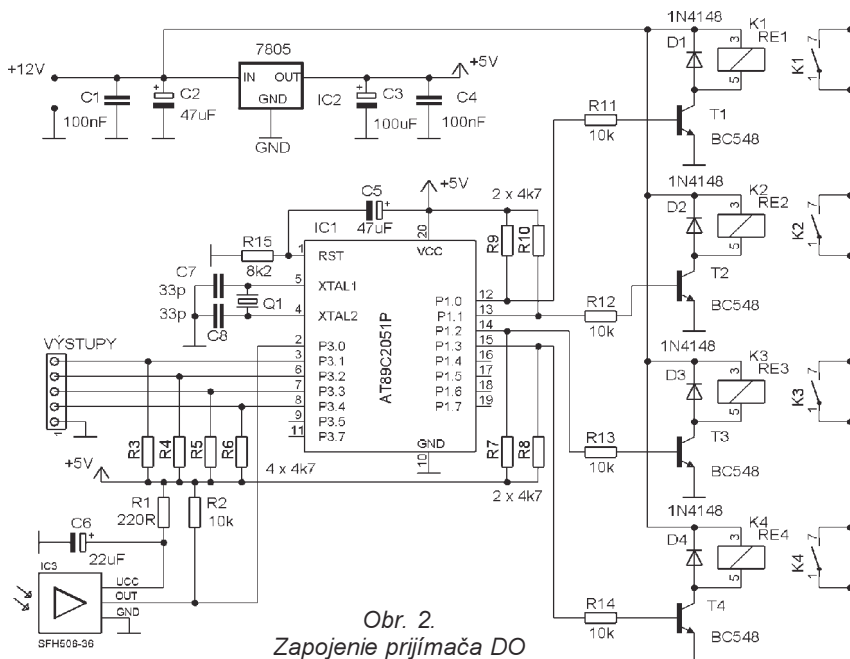 1N4148
K1
RE1
D1
3
5
7
K1
+12V
7805
IN
OUT
GND
GND
+5V
C1
100nF
C2
47uF
IC2
C3
100uF
C4
100nF
R11
10k
T1
BC548
1N4148
K2
RE2
D2
3
5
7
K2
R12
10k
T2
BC548
C5
47uF
+5V
2 x 4k7
R9
R10
IC1
R15
8k2
C7
33p
Q1
33p
C8
1
RST
5
XTAL1
4
XTAL2
2
P3.0
3
P3.1
6
P3.2
7
P3.3
8
P3.4
9
P3.5
11
P3.7
20
VCC
AT89C2051P
P1.0
12
P1.1
13
P1.2
14
P1.3
15
P1.4
16
P1.5
17
P1.6
18
P1.7
19
GND
10
VÝSTUPY
1
R3
R4
R5
R6
4 x 4k7
R7
R8
2 x 4k7
+5V
R1
220R
R2
10k
C6
22uF
IC3
UCC
OUT
GND
SFH506-36
1N4148
K3
RE3
D3
3
5
7
K3
R13
10k
T3
BC548
1N4148
K4
RE4
D4
3
5
7
K4
R14
10k
T4
BC548
Obr. 2.
Zapojenie prijímača DO